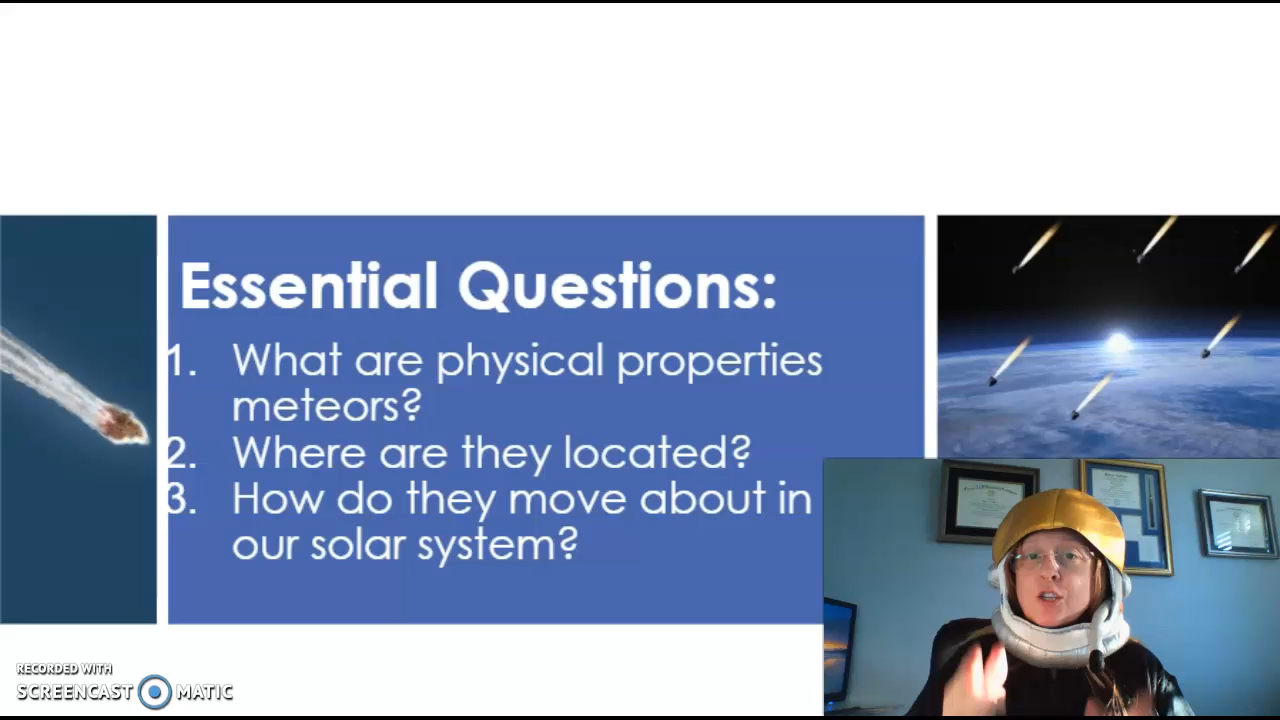 Essential Questions:
1. What are physical properties
meteors?
2. Where are they located?
3. How do they move about in
our solar system?
RECORDED WITH
SCREENCAST MATIC